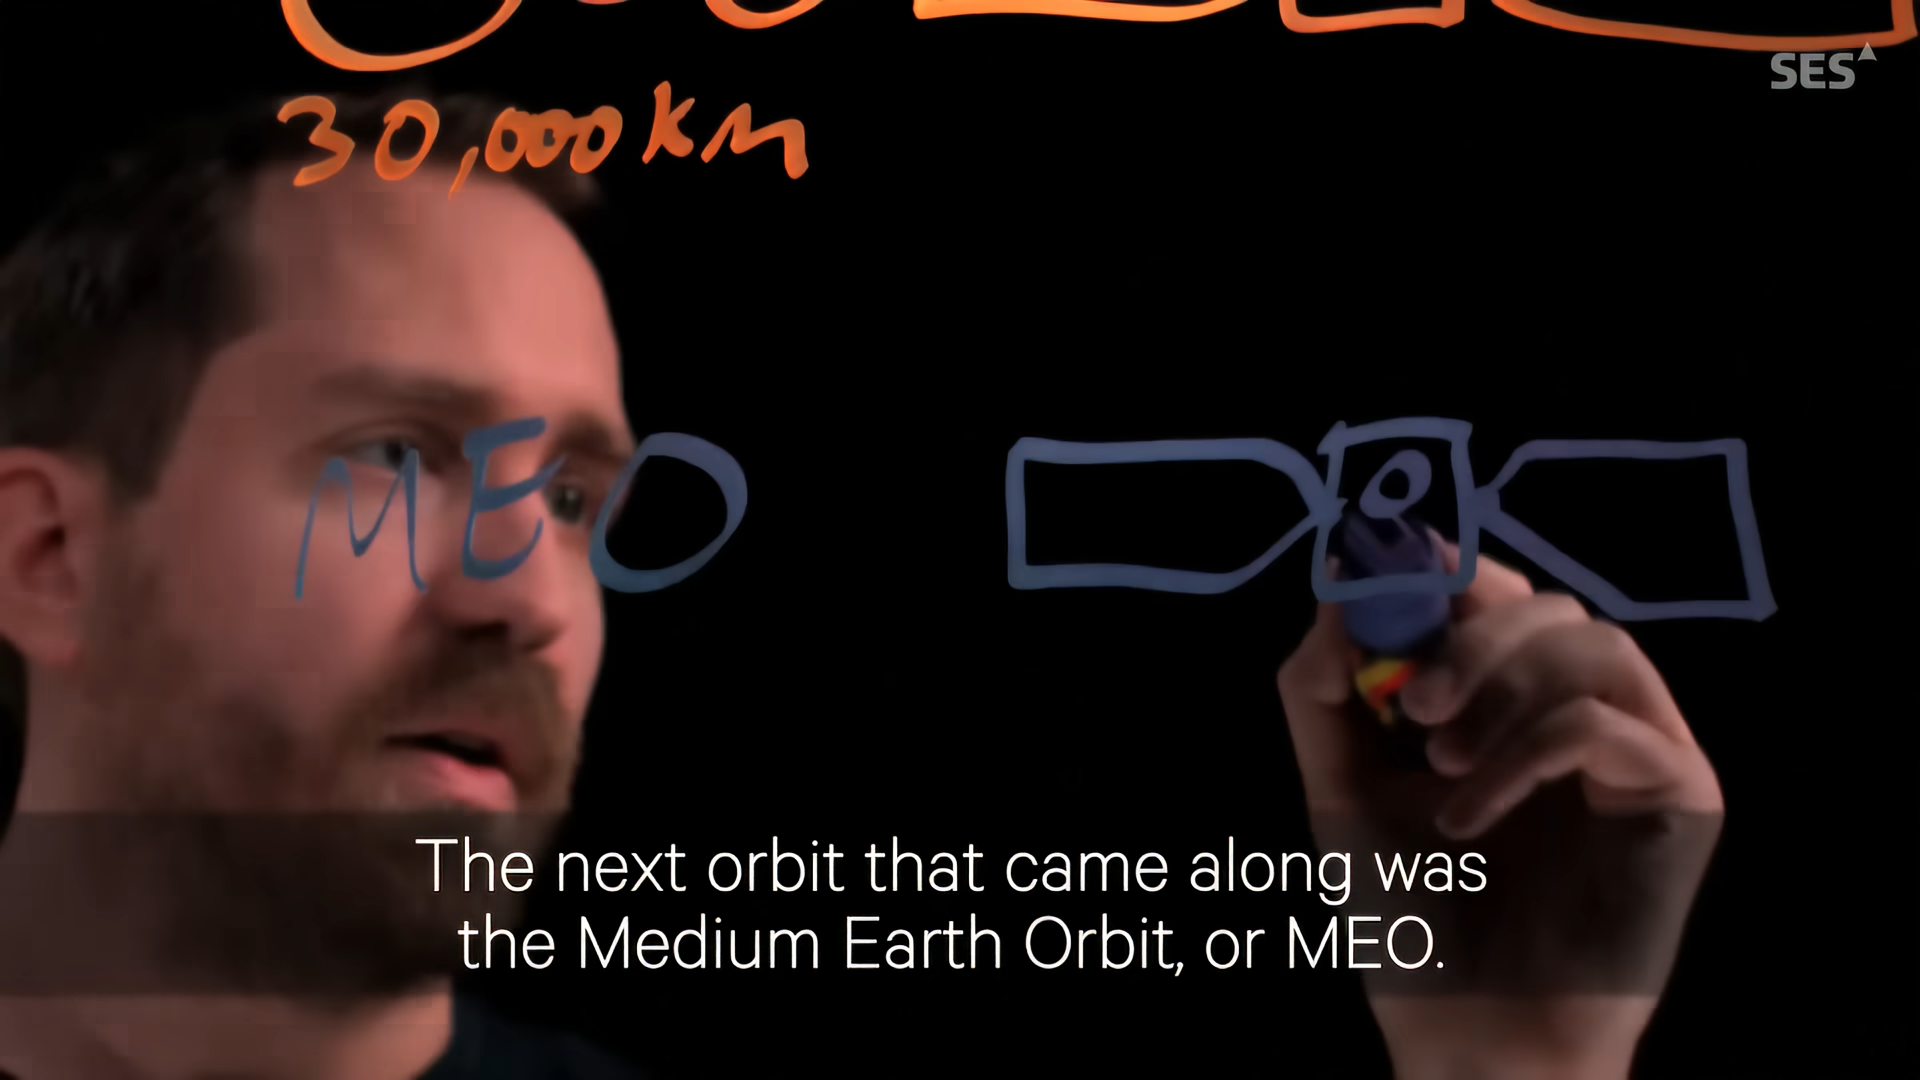 SES
30,000 km
MEO
The next orbit that came along was
the Medium Earth Orbit, or MEO.